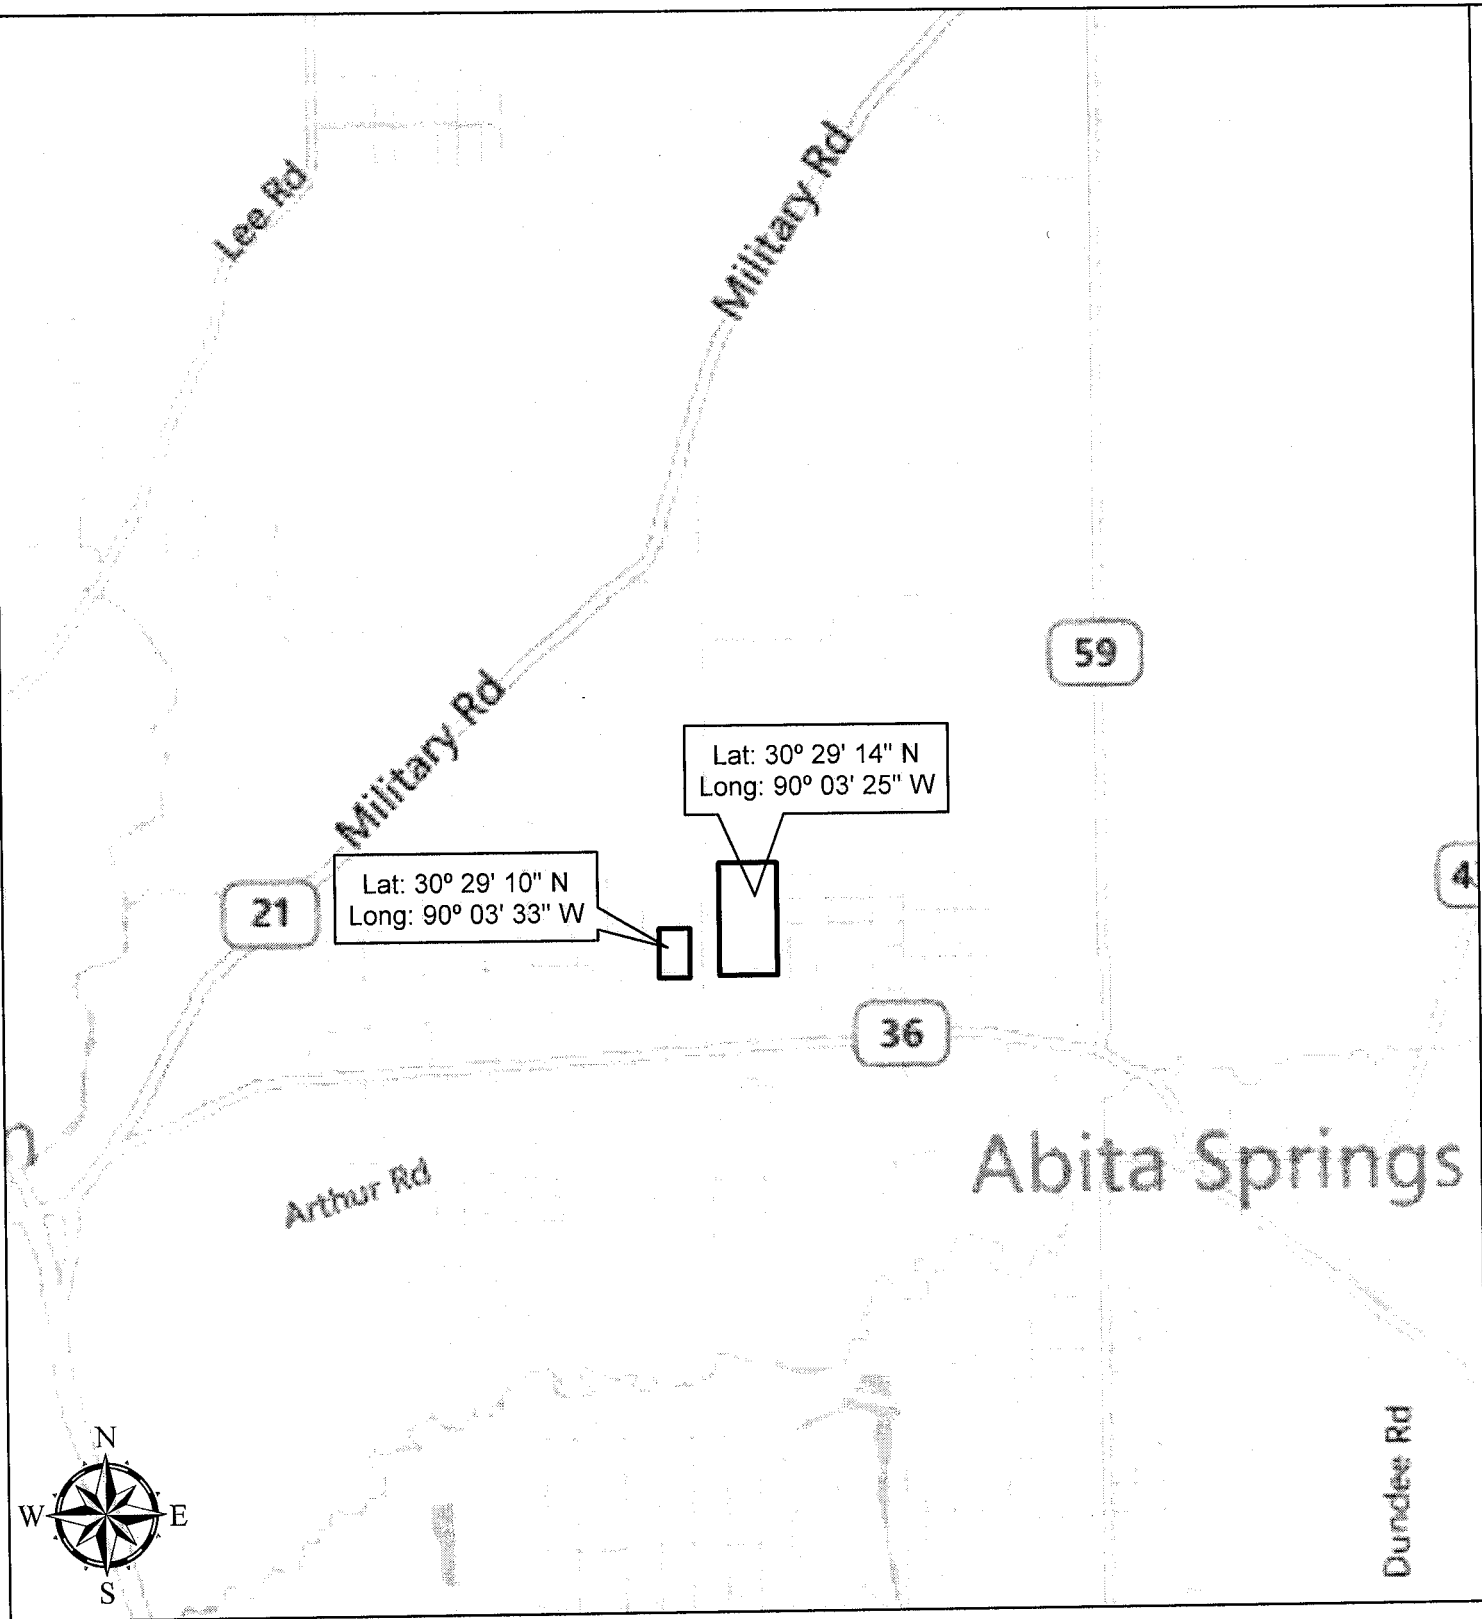 Lee Rd
Military Rd
59
Lat: 30º 29' 14" N
Long: 90º 03' 25" W
Military Rd
Lat: 30º 29' 10" N
Long: 90º 03' 33" W
21
4
36
n
Abita Springs
Arthur Rd
Dundee Rd
N
W
E
S